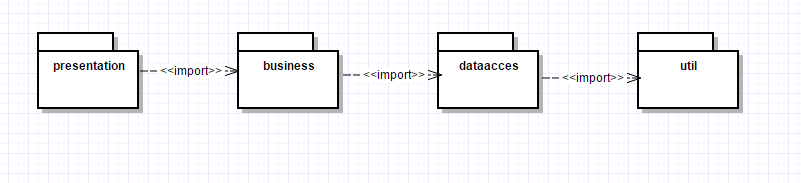 presentation
<<import>>
business
<<import>>
dataacces
<<import>>
util